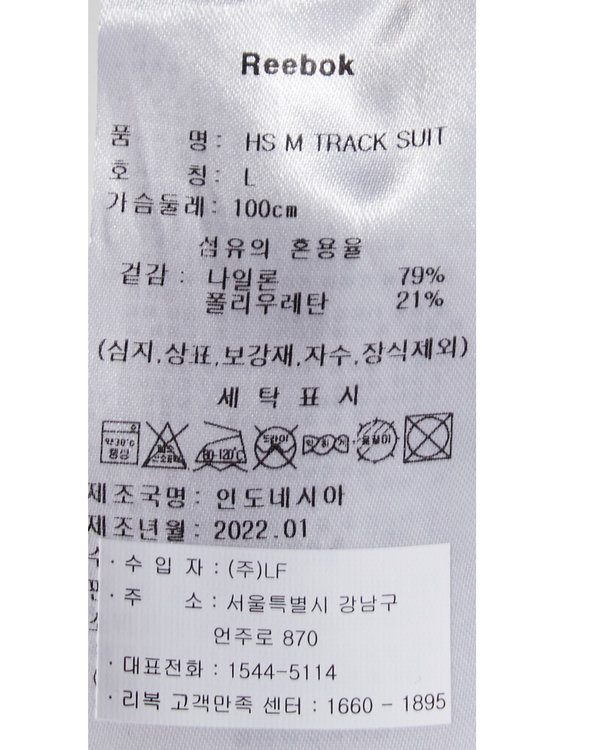 Reebok
품 명 : HS M TRACK SUIT
호 칭 : L
가슴둘레 : 100cm
섬유의 혼용율
겉감 : 나일론 79%
폴리우레탄 21%
(심지,상표,보강재,자수,장식제외)
세 탁 표 시
약30°C
중성
80-120°C
드라이
제조국명 : 인도네시아
제조년월 : 2022.01
· 수 입 자 : (주)LF
· 주 소 : 서울특별시 강남구
언주로 870
· 대표전화 : 1544-5114
· 리복 고객만족 센터 : 1660 - 1895